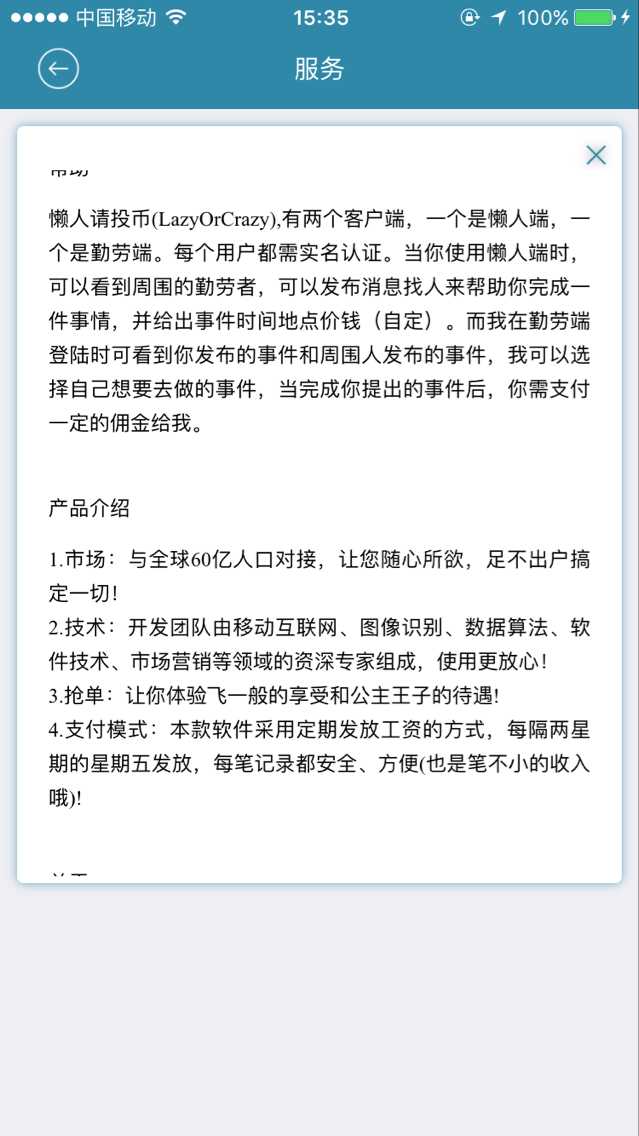 中国移动 15:35 100%
服务
帮助
懒人请投币(LazyOrCrazy),有两个客户端，一个是懒人端，一
个是勤劳端。每个用户都需实名认证。当你使用懒人端时，
可以看到周围的勤劳者，可以发布消息找人来帮助你完成一
件事情，并给出事件时间地点价钱（自定）。而我在勤劳端
登陆时可看到你发布的事件和周围人发布的事件，我可以选
择自己想要去做的事件，当完成你提出的事件后，你需支付
一定的佣金给我。
产品介绍
1.市场：与全球60亿人口对接，让您随心所欲，足不出户搞
定一切！
2.技术：开发团队由移动互联网、图像识别、数据算法、软
件技术、市场营销等领域的资深专家组成，使用更放心！
3.抢单：让你体验飞一般的享受和公主王子的待遇!
4.支付模式：本款软件采用定期发放工资的方式，每隔两星
期的星期五发放，每笔记录都安全、方便(也是笔不小的收入
哦)!